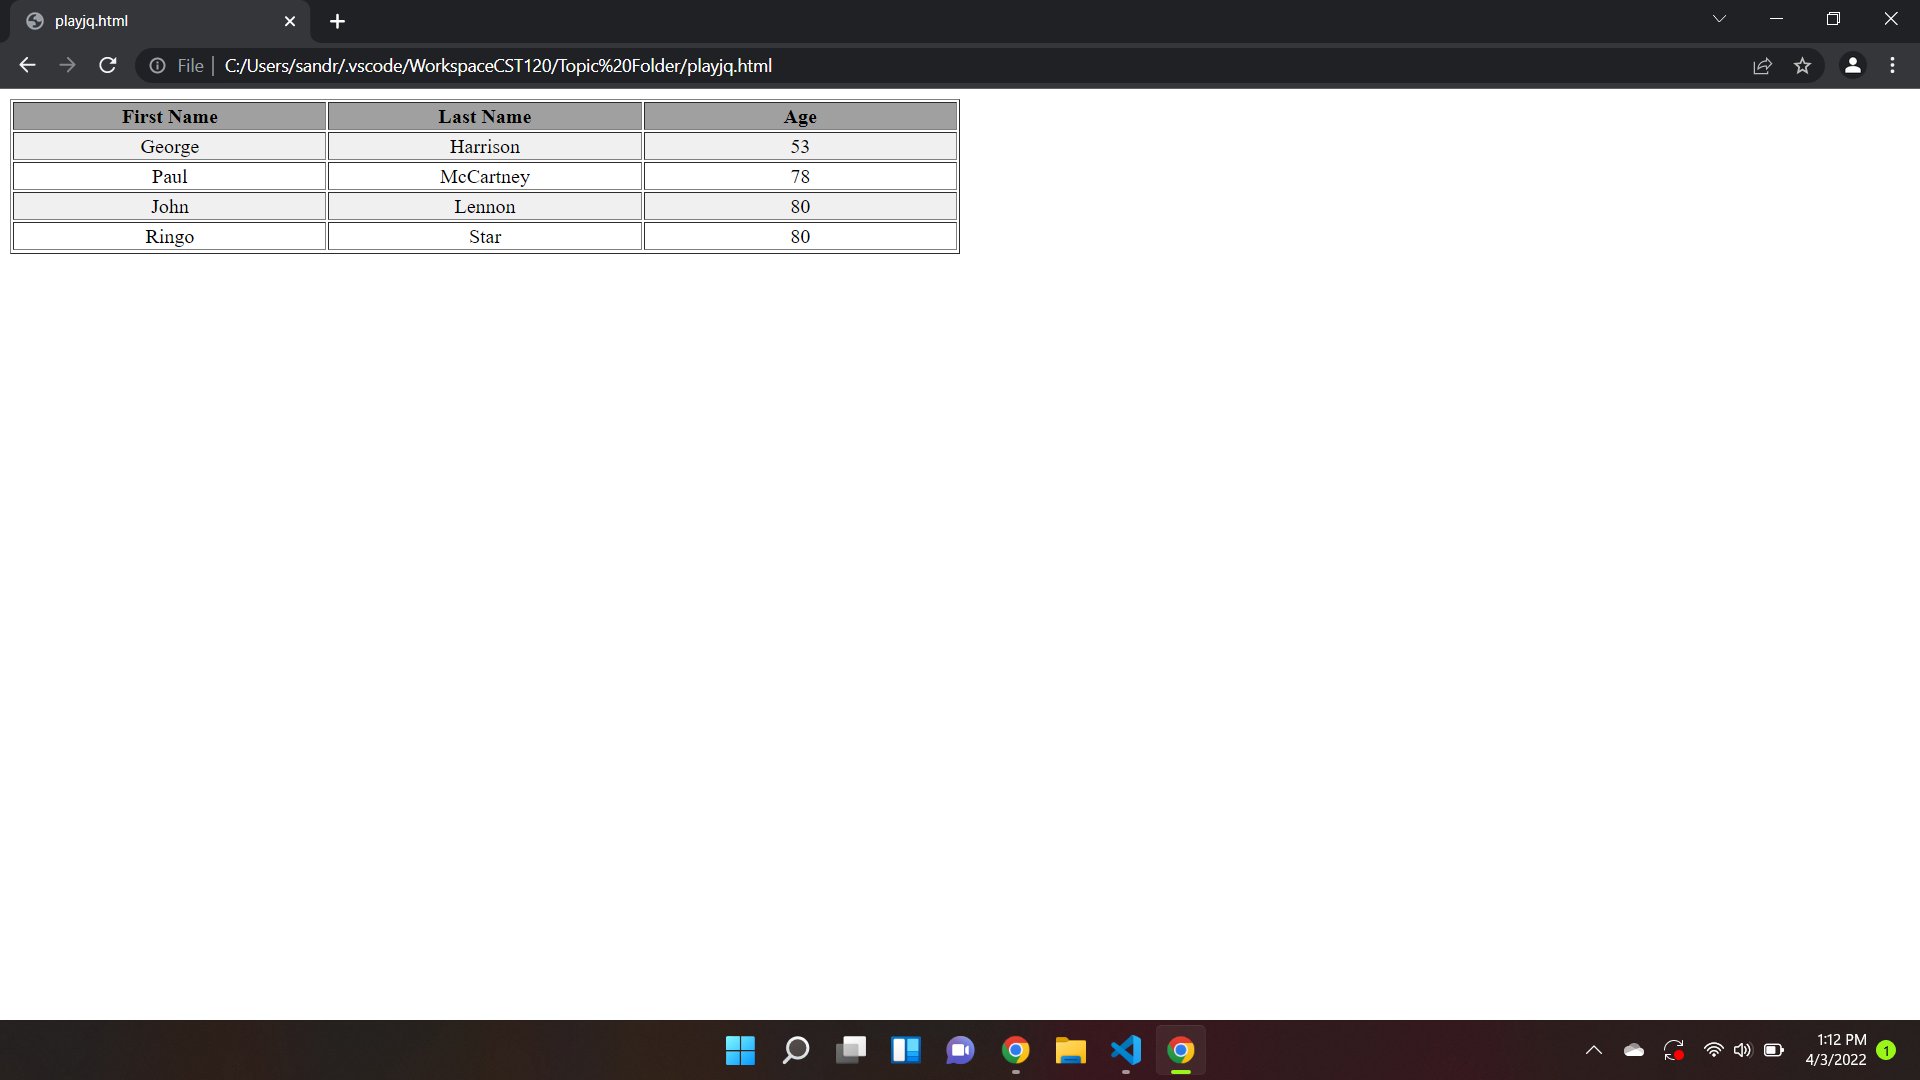 playjq.html
File | C:/Users/sandr/.vscode/WorkspaceCST120/Topic%20Folder/playjq.html
First Name Last Name Age
George Harrison 53
Paul McCartney 78
John Lennon 80
Ringo Star 80
1:12 PM
4/3/2022 1